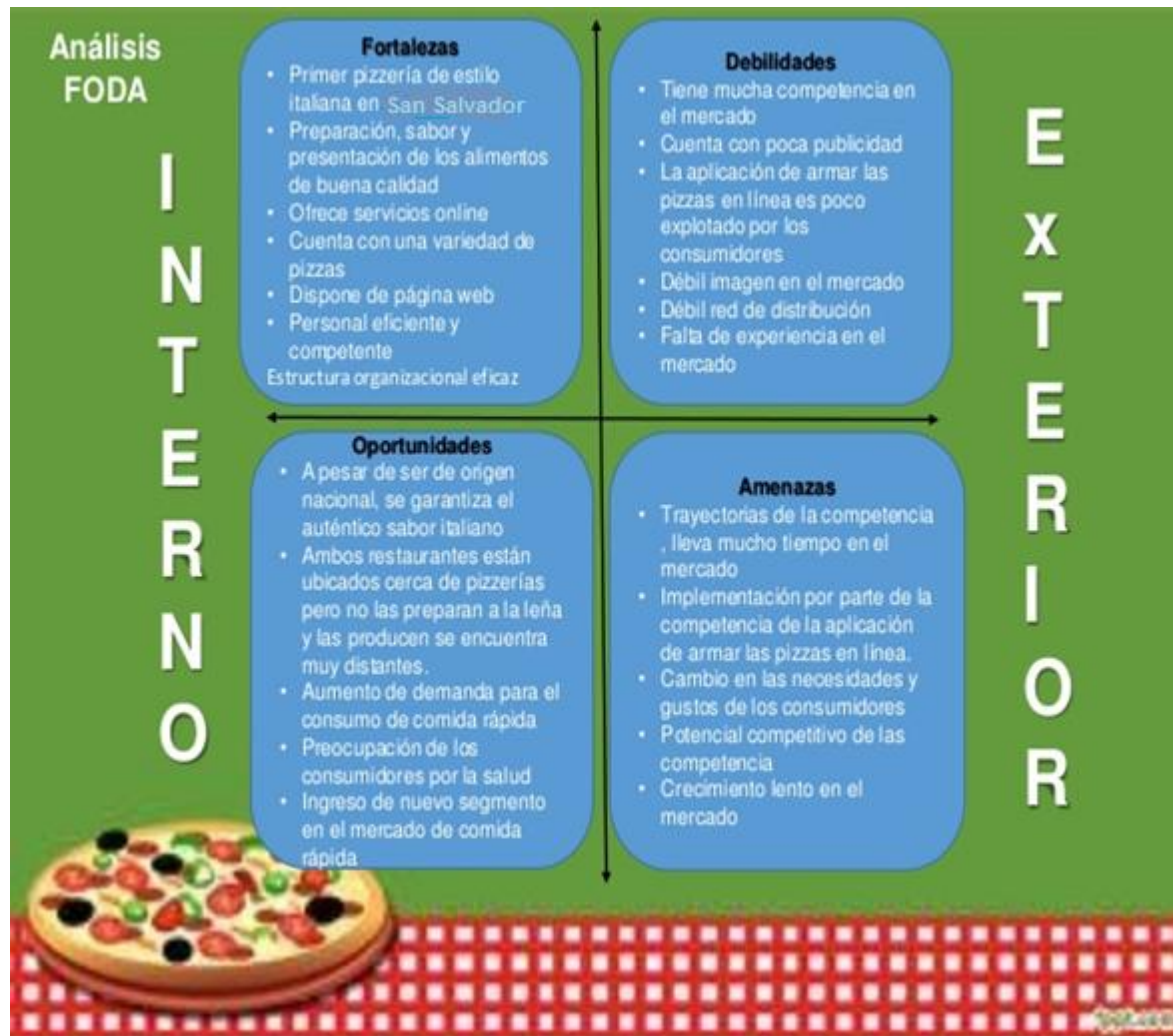 Análisis
FODA
INTERNO
Fortalezas
• Primer pizzería de estilo
italiana en San Salvador
• Preparación, sabor y
presentación de los alimentos
de buena calidad
• Ofrece servicios online
• Cuenta con una variedad de
pizzas
• Dispone de página web
• Personal eficiente y
competente
Estructura organizacional eficaz
Debilidades
• Tiene mucha competencia en
el mercado
• Cuenta con poca publicidad
• La aplicación de armar las
pizzas en línea es poco
explotado por los
consumidores
• Débil imagen en el mercado
• Débil red de distribución
• Falta de experiencia en el
mercado
Oportunidades
• A pesar de ser de origen
nacional, se garantiza el
auténtico sabor italiano
• Ambos restaurantes están
ubicados cerca de pizzerías
pero no las preparan a la leña
y las producen se encuentra
muy distantes.
• Aumento de demanda para el
consumo de comida rápida
• Preocupación de los
consumidores por la salud
• Ingreso de nuevo segmento
en el mercado de comida
rápida
Amenazas
• Trayectorias de la competencia
, lleva mucho tiempo en el
mercado
• Implementación por parte de la
competencia de la aplicación
de armar las pizzas en línea.
• Cambio en las necesidades y
gustos de los consumidores
• Potencial competitivo de las
competencia
• Crecimiento lento en el
mercado
ExTERIOR